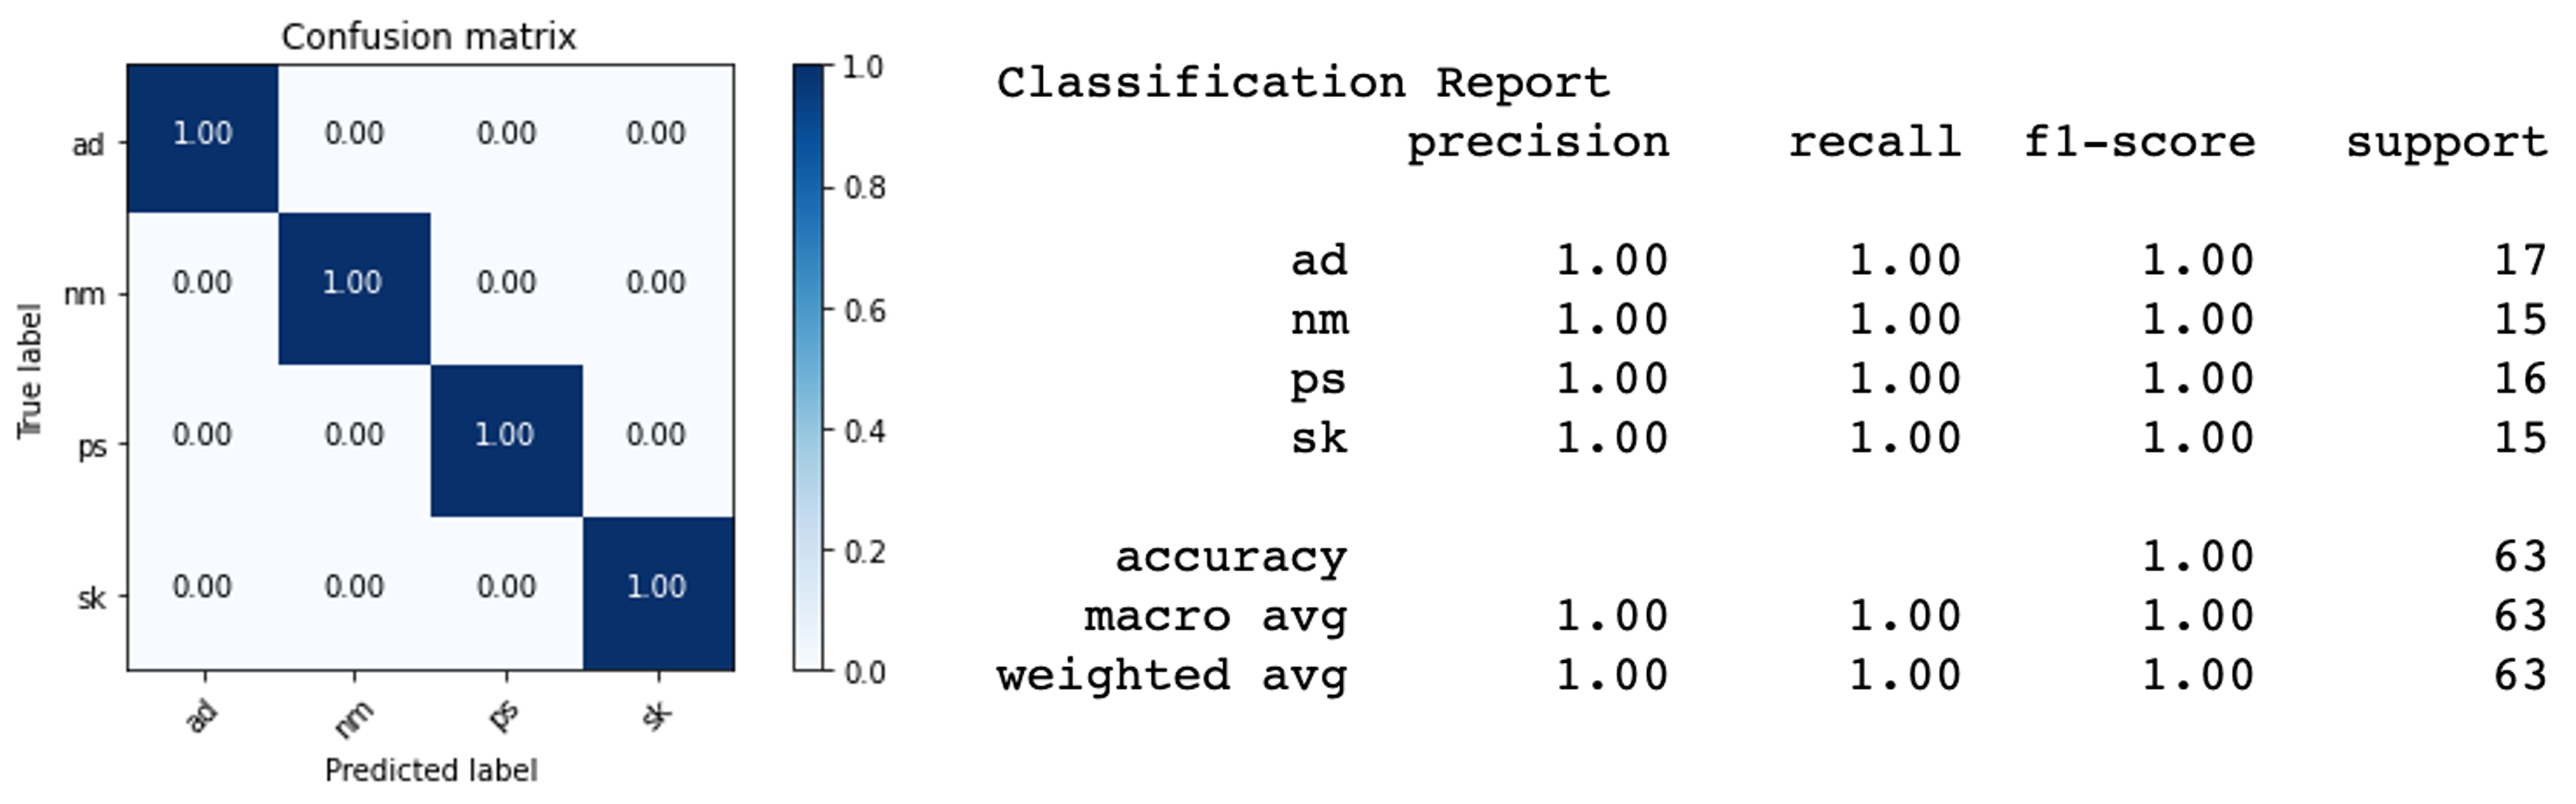 Confusion matrix
True label
ad 1.00 0.00 0.00 0.00
nm 0.00 1.00 0.00 0.00
ps 0.00 0.00 1.00 0.00
sk 0.00 0.00 0.00 1.00
ad nm ps sk
Predicted label
1.0
0.8
0.6
0.4
0.2
0.0
Classification Report
precision recall f1-score support
ad 1.00 1.00 1.00 17
nm 1.00 1.00 1.00 15
ps 1.00 1.00 1.00 16
sk 1.00 1.00 1.00 15
accuracy 1.00 63
macro avg 1.00 1.00 1.00 63
weighted avg 1.00 1.00 1.00 63